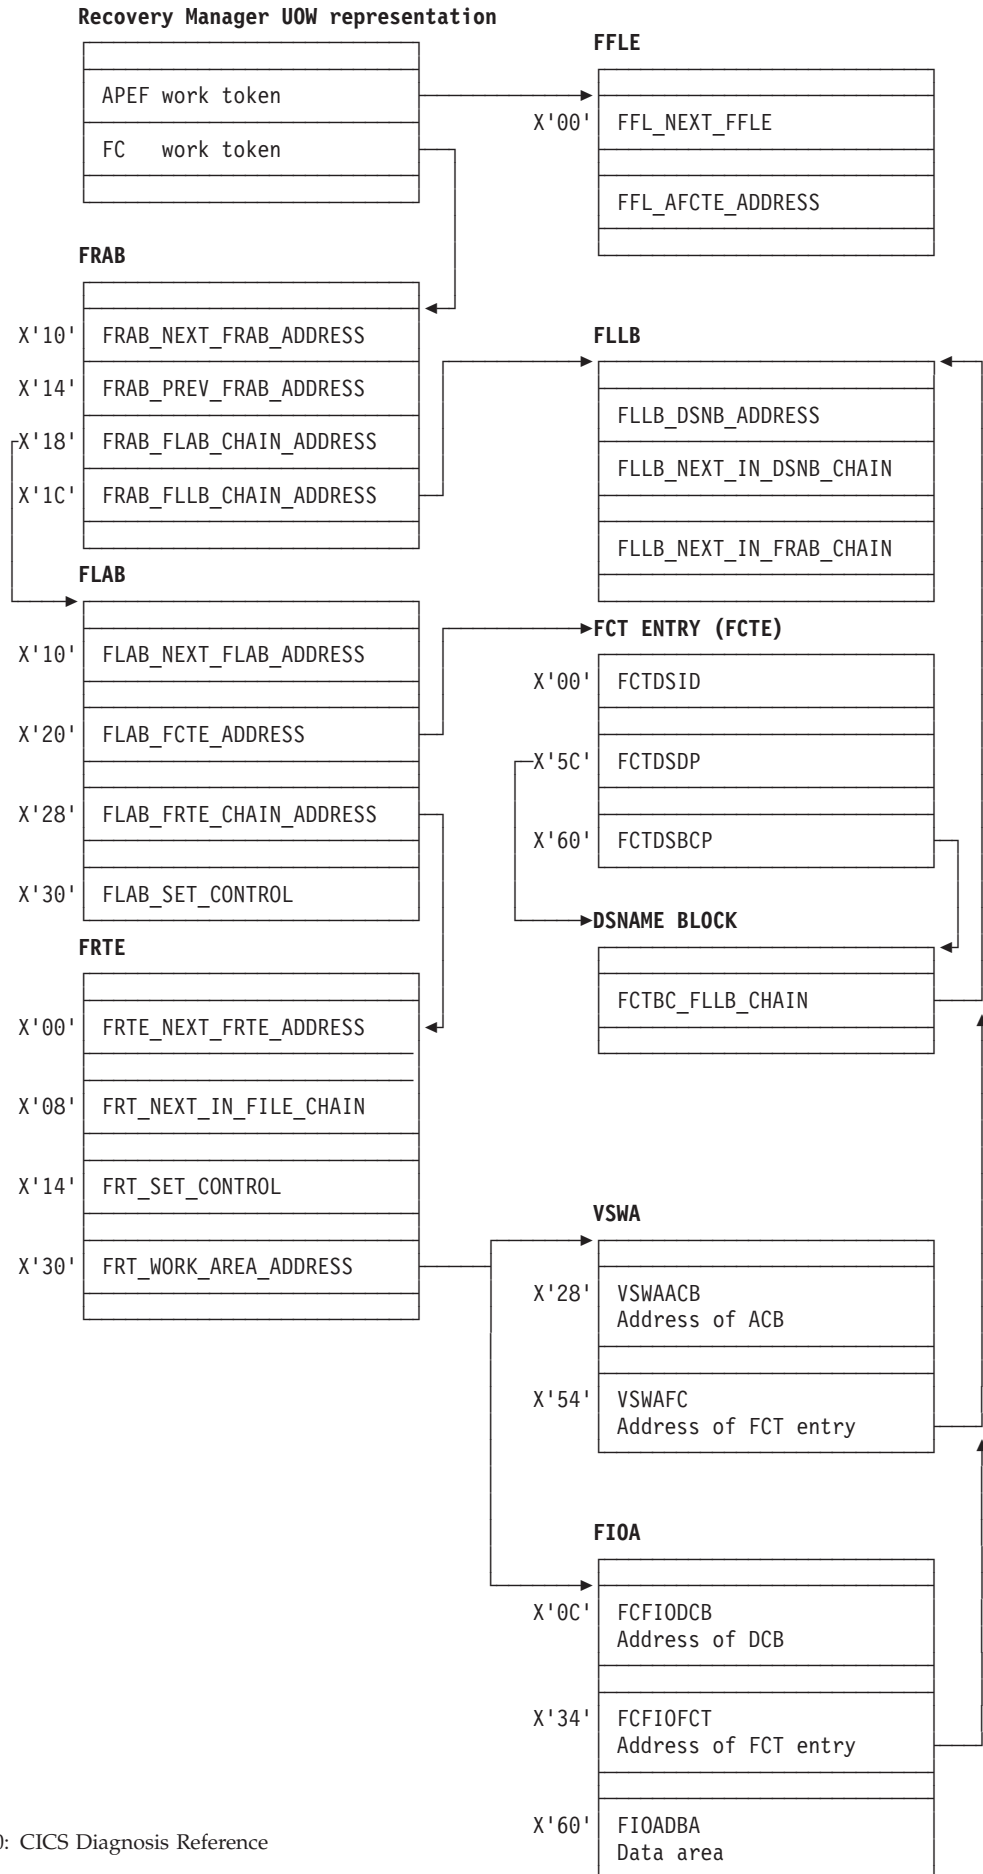 Recovery Manager UOW representation
APEF work token
FC work token
FFLE
X'00' FFL_NEXT_FFLE
FFL_AFCTE_ADDRESS
FRAB
X'10' FRAB_NEXT_FRAB_ADDRESS
X'14' FRAB_PREV_FRAB_ADDRESS
X'18' FRAB_FLAB_CHAIN_ADDRESS
X'1C' FRAB_FLLB_CHAIN_ADDRESS
FLLB
FLLB_DSNB_ADDRESS
FLLB_NEXT_IN_DSNB_CHAIN
FLLB_NEXT_IN_FRAB_CHAIN
FLAB
X'10' FLAB_NEXT_FLAB_ADDRESS
X'20' FLAB_FCTE_ADDRESS
X'28' FLAB_FRTE_CHAIN_ADDRESS
X'30' FLAB_SET_CONTROL
FCT ENTRY (FCTE)
X'00' FCTDSID
X'5C' FCTDSDP
X'60' FCTDSBCP
DSNAME BLOCK
FCTBC_FLLB_CHAIN
FRTE
X'00' FRTE_NEXT_FRTE_ADDRESS
X'08' FRT_NEXT_IN_FILE_CHAIN
X'14' FRT_SET_CONTROL
X'30' FRT_WORK_AREA_ADDRESS
VSWA
X'28' VSWAACB
Address of ACB
X'54' VSWAFC
Address of FCT entry
FIOA
X'0C' FCFIODCB
Address of DCB
X'34' FCFIOFCT
Address of FCT entry
X'60' FIOADBA
Data area
: CICS Diagnosis Reference